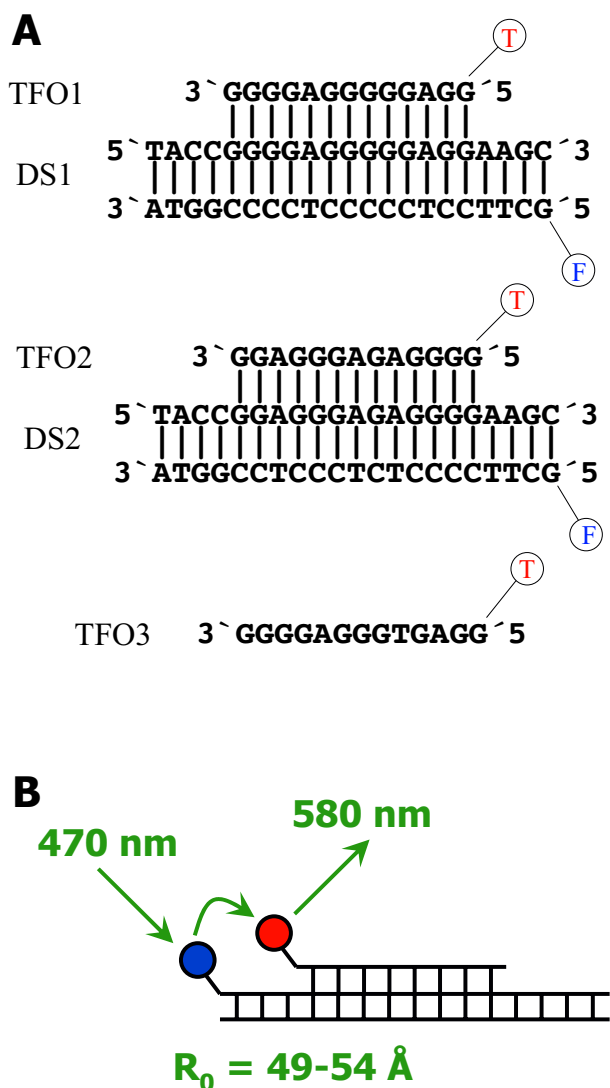 A
T
TFO1 3`GGGGAGGGGGAGG´5
5`TACCGGGGAGGGGGAGGAAGC´3
DS1
3`ATGGCCCCTCCCCCTCCTTCG´5
F
T
TFO2 3`GGAGGGAGAGGGG´5
5`TACCGGAGGGAGAGGGGAAGC´3
DS2
3`ATGGCCTCCCTCTCCCCTTCG´5
F
T
TFO3 3`GGGGAGGGTGAGG´5
B
580 nm
470 nm
R0 = 49-54 Å